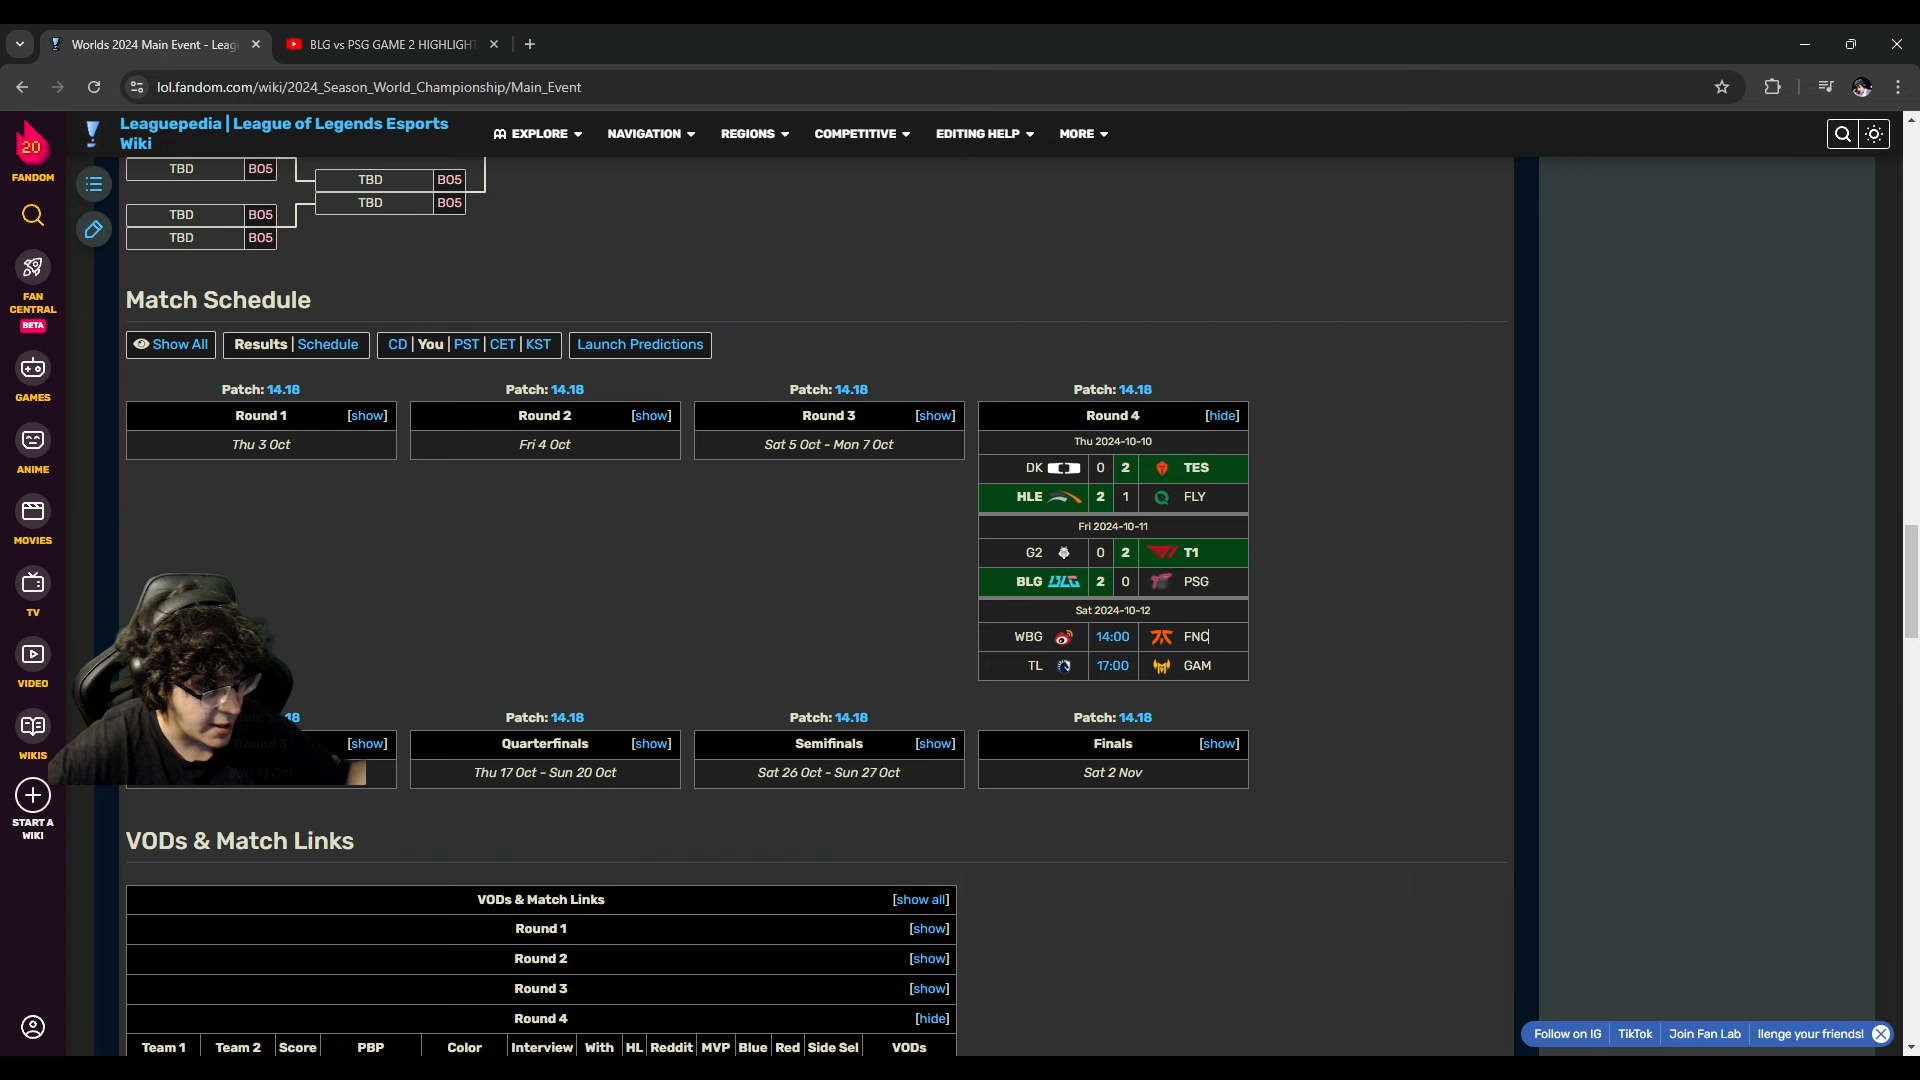 Worlds 2024 Main Event - Leag
BLG vs PSG GAME 2 HIGHLIGHT
lol.fandom.com/wiki/2024_Season_World_Championship/Main_Event
20
FANDOM
FAN
CENTRAL
BETA
GAMES
ANIME
MOVIES
TV
VIDEO
WIKIS
START A
WIKI
Leaguepedia | League of Legends Esports
Wiki
EXPLORE
NAVIGATION
REGIONS
COMPETITIVE
EDITING HELP
MORE
TBD BO5
TBD BO5
TBD BO5
TBD BO5
TBD BO5
Match Schedule
Show All
Results | Schedule
CD | You | PST | CET | KST
Launch Predictions
Patch: 14.18
Round 1 [show]
Thu 3 Oct
Patch: 14.18
Round 2 [show]
Fri 4 Oct
Patch: 14.18
Round 3 [show]
Sat 5 Oct - Mon 7 Oct
Patch: 14.18
Round 4 [hide]
Thu 2024-10-10
DK 0 2 TES
HLE 2 1 FLY
Fri 2024-10-11
G2 0 2 T1
BLG BLG 2 0 PSG
Sat 2024-10-12
WBG 14:00 FNC
TL 17:00 GAM
18
Round 5 [show]
Sun 13 Oct
Patch: 14.18
Quarterfinals [show]
Thu 17 Oct - Sun 20 Oct
Patch: 14.18
Semifinals [show]
Sat 26 Oct - Sun 27 Oct
Patch: 14.18
Finals [show]
Sat 2 Nov
VODs & Match Links
VODs & Match Links [show all]
Round 1 [show]
Round 2 [show]
Round 3 [show]
Round 4 [hide]
Team 1 Team 2 Score PBP Color Interview With HL Reddit MVP Blue Red Side Sel VODs
Follow on IG
TikTok
Join Fan Lab
llenge your friends!